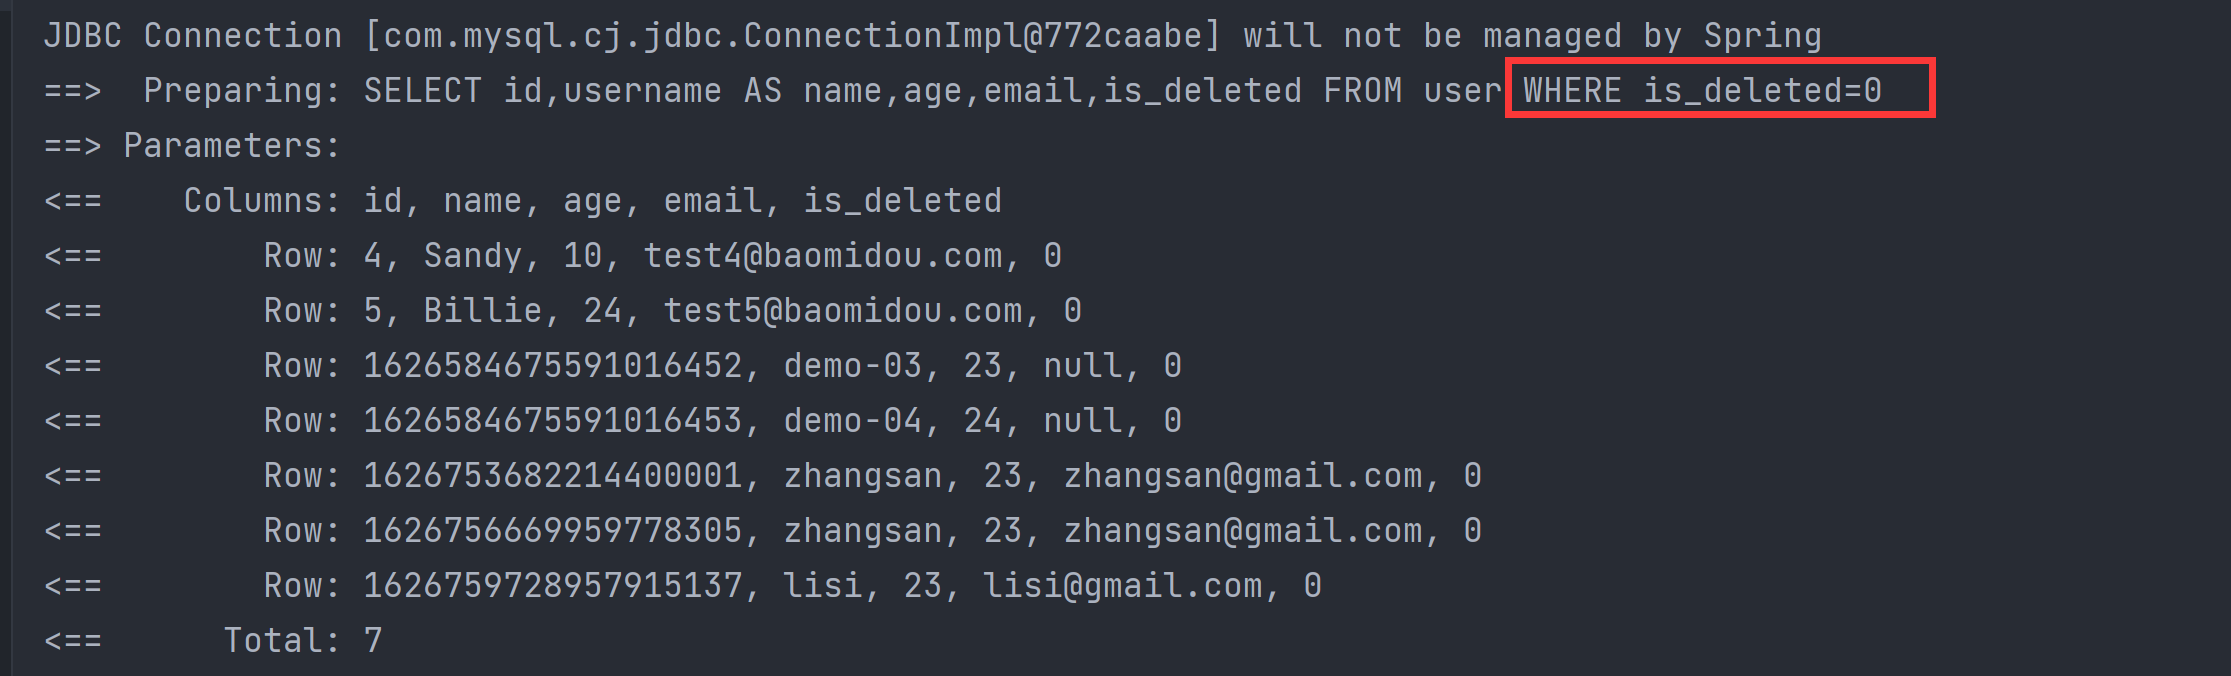 JDBC Connection [com.mysql.cj.jdbc.ConnectionImpl@772caabe] will not be managed by Spring
==>  Preparing: SELECT id,username AS name,age,email,is_deleted FROM user WHERE is_deleted=0
==> Parameters:
<==    Columns: id, name, age, email, is_deleted
<==        Row: 4, Sandy, 10, test4@baomidou.com, 0
<==        Row: 5, Billie, 24, test5@baomidou.com, 0
<==        Row: 1626584675591016452, demo-03, 23, null, 0
<==        Row: 1626584675591016453, demo-04, 24, null, 0
<==        Row: 1626753682214400001, zhangsan, 23, zhangsan@gmail.com, 0
<==        Row: 1626756669959778305, zhangsan, 23, zhangsan@gmail.com, 0
<==        Row: 1626759728957915137, lisi, 23, lisi@gmail.com, 0
<==      Total: 7